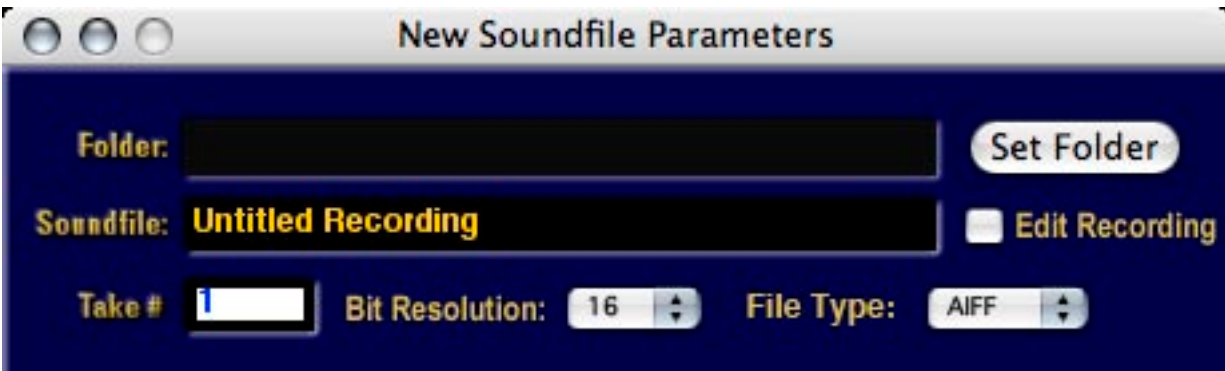 New Soundfile Parameters
Folder: Set Folder
Soundfile: Untitled Recording Edit Recording
Take # 1 Bit Resolution: 16 File Type: AIFF